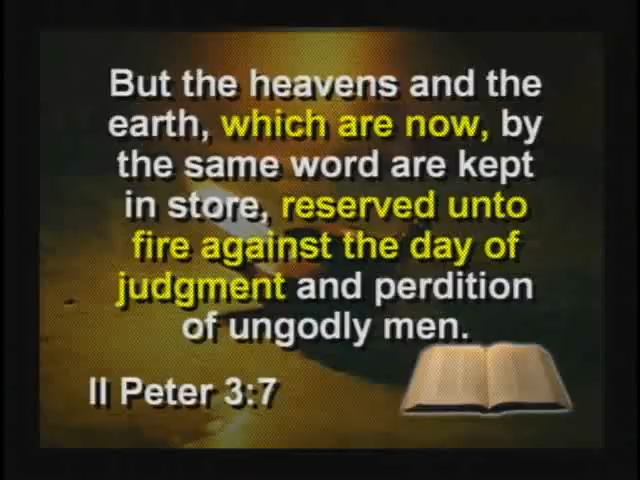 But the heavens and the
earth, which are now, by
the same word are kept
in store, reserved unto
fire against the day of
judgment and perdition
of ungodly men.
II Peter 3:7